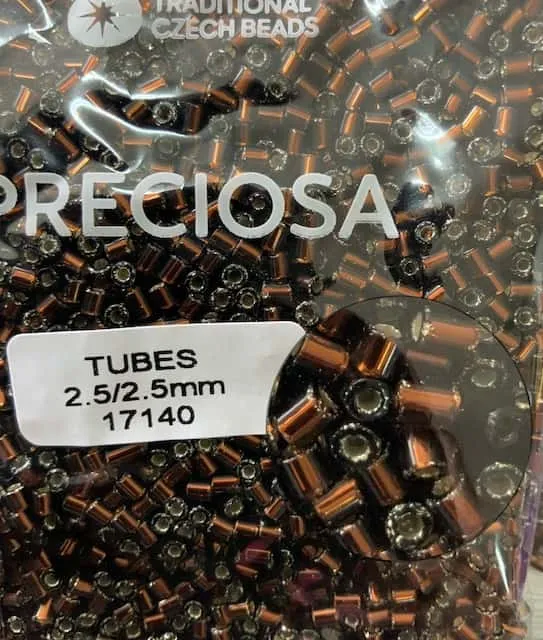 TRADITIONAL
CZECH BEADS
PRECIOSA
TUBES
2.5/2.5mm
17140